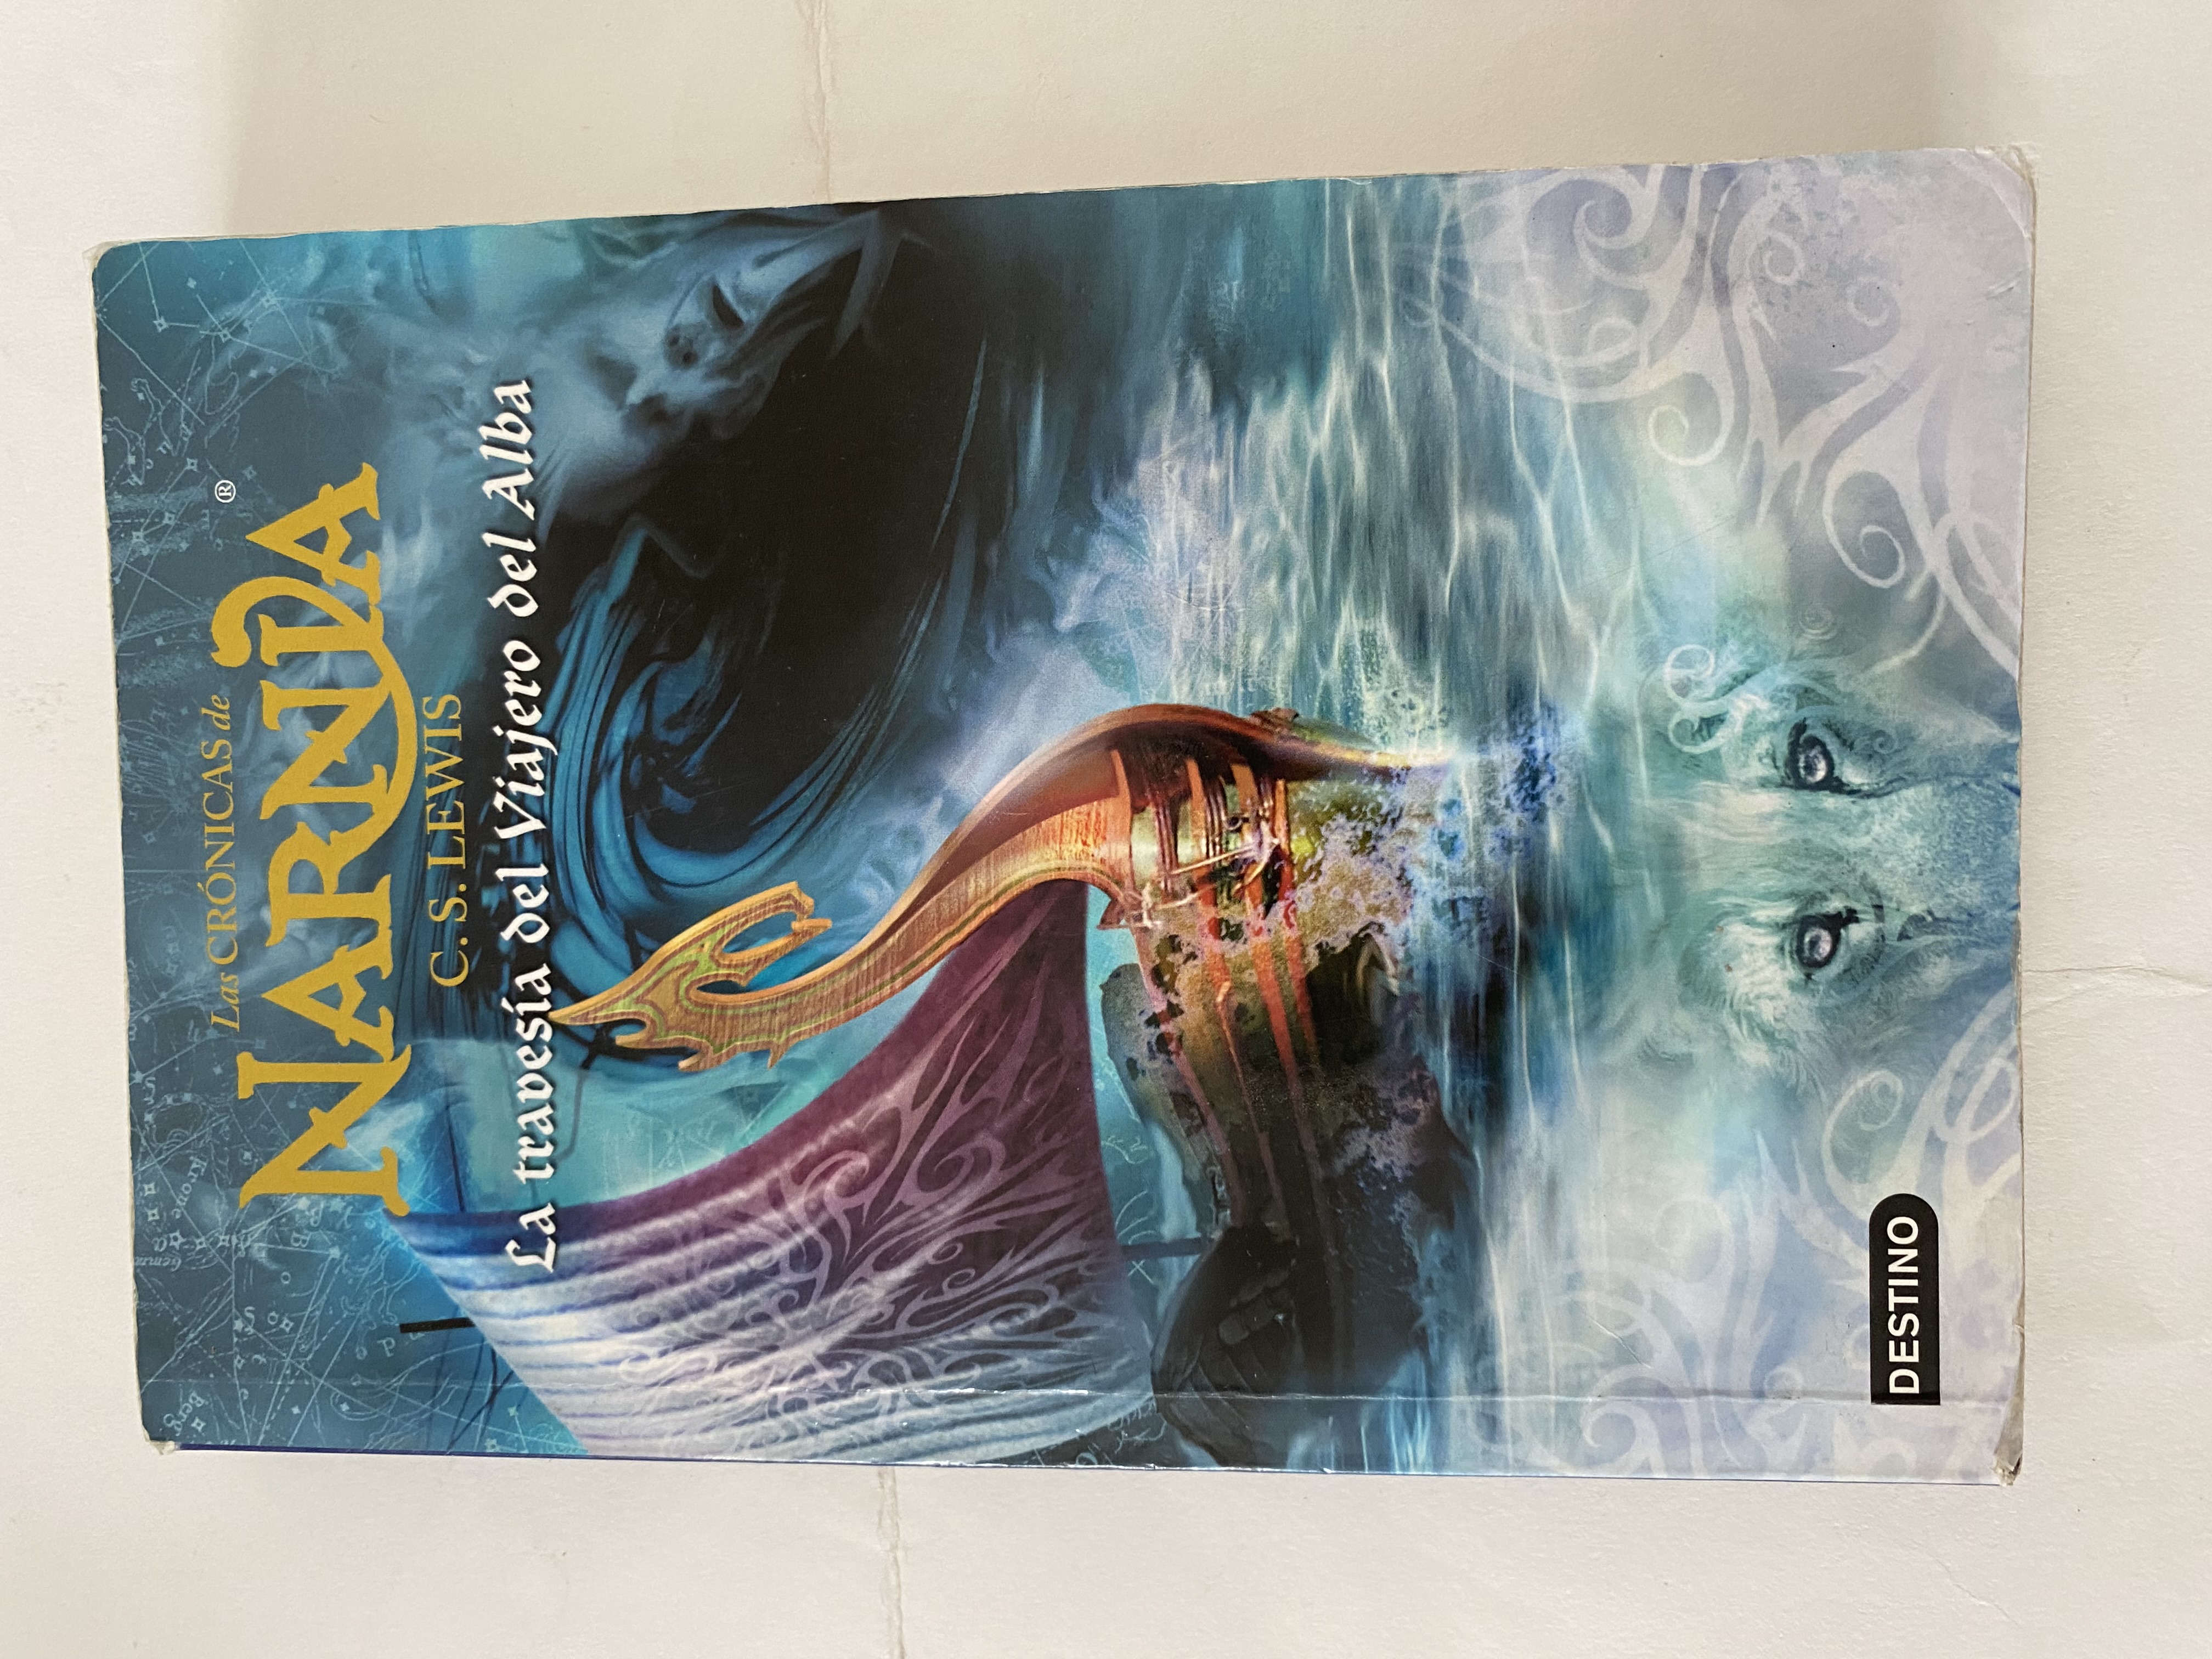 Las CRÓNICAS de
NARNIA®
C. S. LEWIS
La travesía del Viajero del Alba
DESTINO